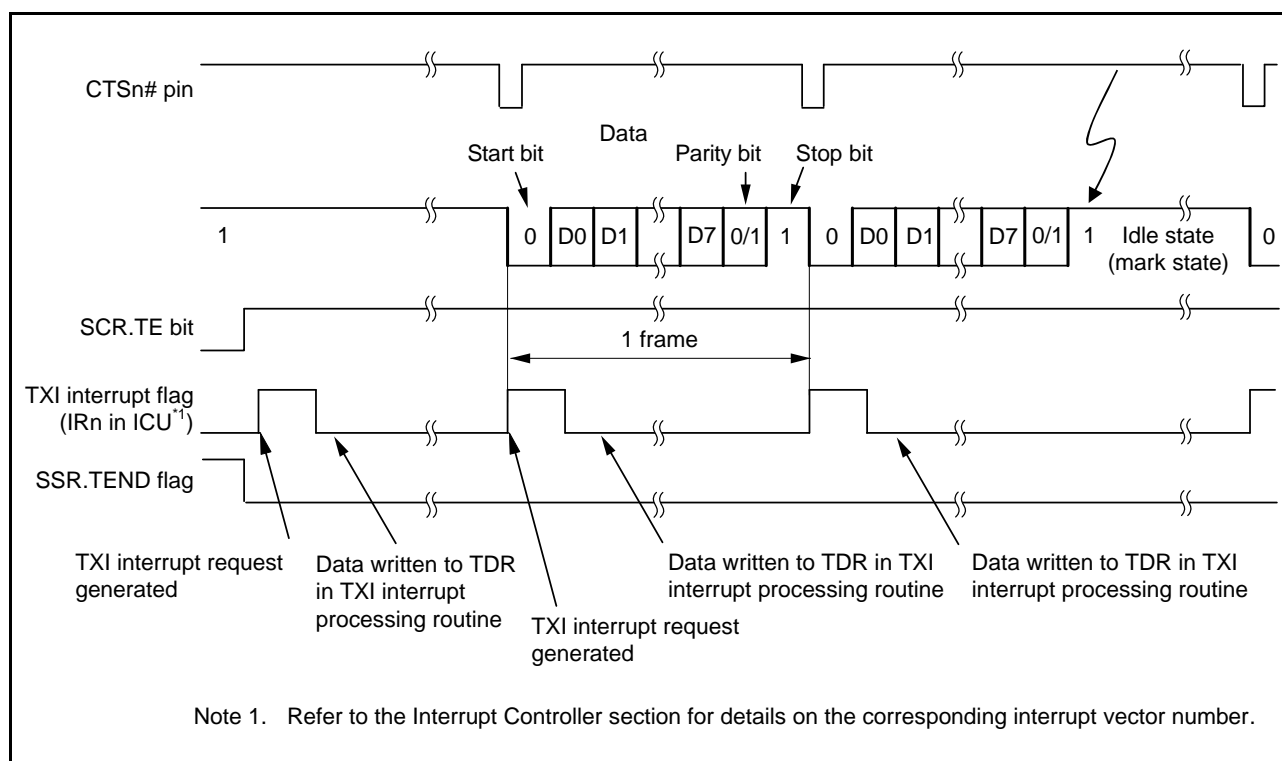 CTSn# pin
Data
Start bit
Parity bit
Stop bit
1
0
D0
D1
D7
0/1
1
0
D0
D1
D7
0/1
1
Idle state
(mark state)
0
SCR.TE bit
1 frame
TXI interrupt flag
(IRn in ICU*1)
SSR.TEND flag
TXI interrupt request
generated
Data written to TDR
in TXI interrupt
processing routine
TXI interrupt request
generated
Data written to TDR in TXI
interrupt processing routine
Data written to TDR in TXI
interrupt processing routine
Note 1. Refer to the Interrupt Controller section for details on the corresponding interrupt vector number.